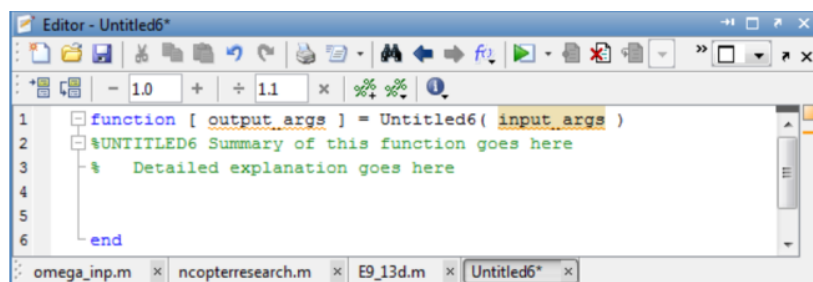 Editor - Untitled6*
- 1.0 + ÷ 1.1 ×
1 function [ output_args ] = Untitled6( input_args )
2 %UNTITLED6 Summary of this function goes here
3 % Detailed explanation goes here
4
5
6 end
omega_inp.m × ncopterresearch.m × E9_13d.m × Untitled6* ×